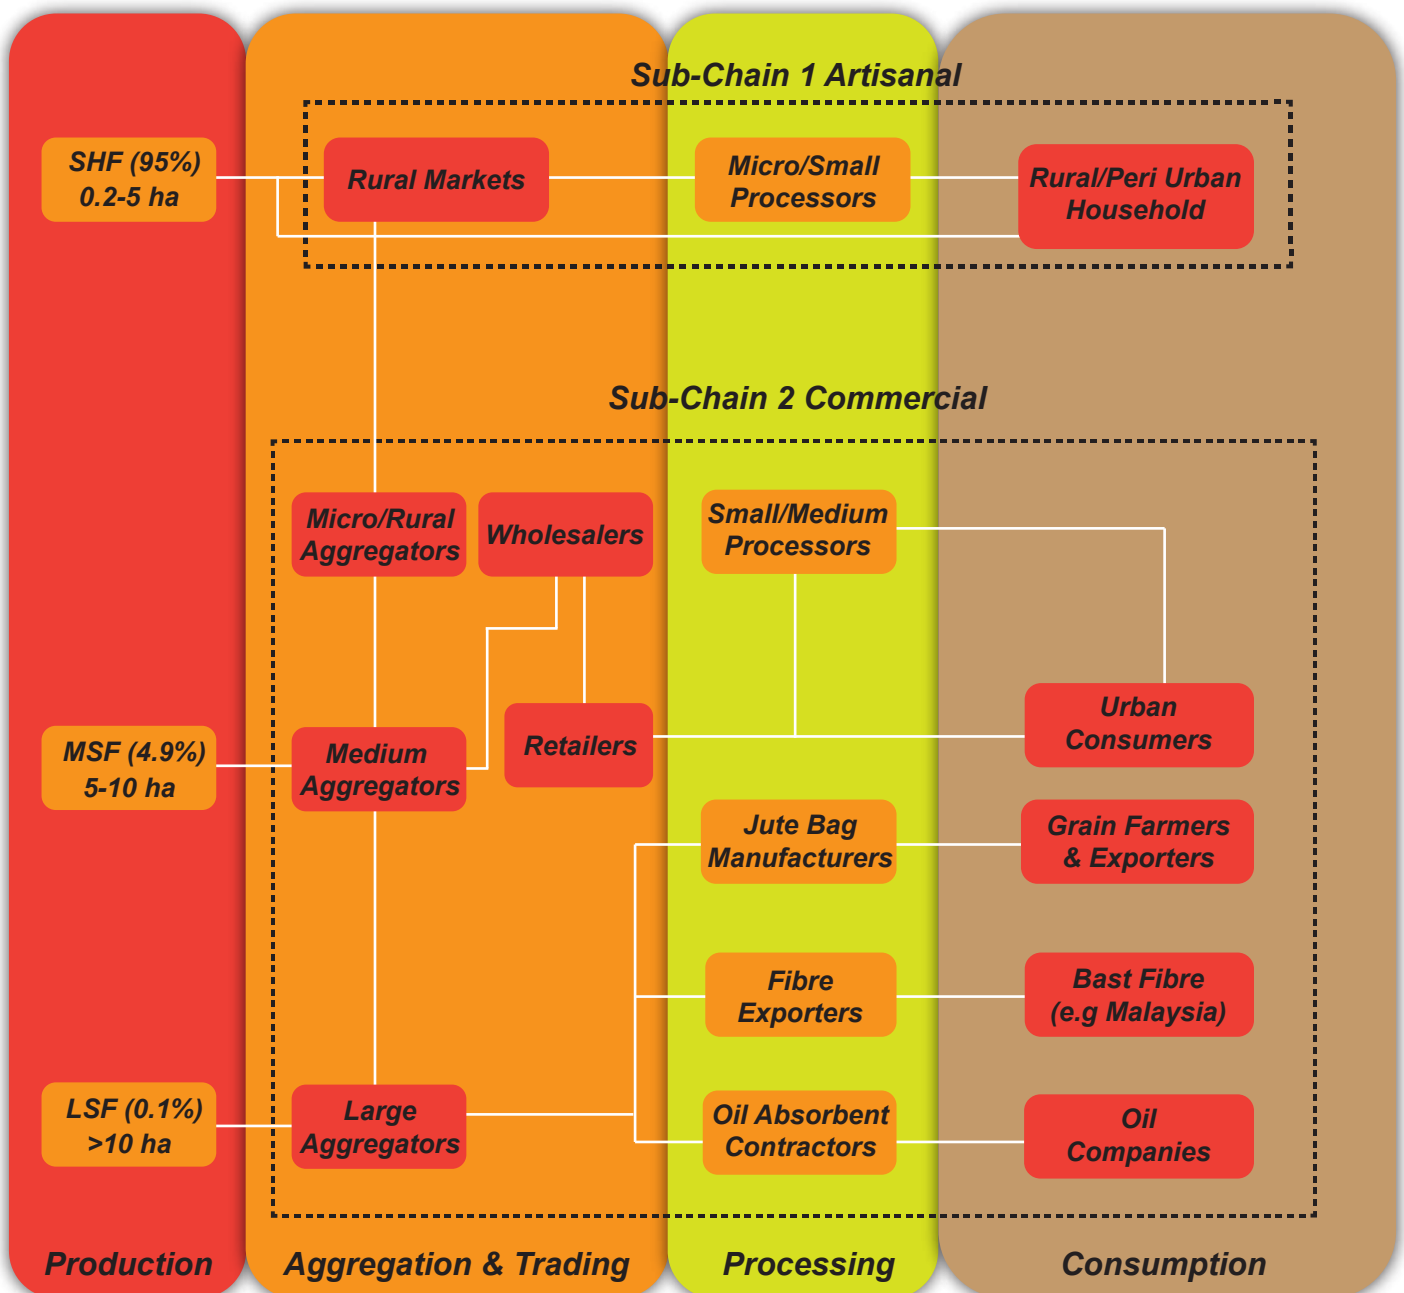 Sub-Chain 1 Artisanal
SHF (95%)
0.2-5 ha
Rural Markets
Micro/Small
Processors
Rural/Peri Urban
Household
Sub-Chain 2 Commercial
Micro/Rural
Aggregators
Wholesalers
Small/Medium
Processors
MSF (4.9%)
5-10 ha
Medium
Aggregators
Retailers
Urban
Consumers
Jute Bag
Manufacturers
Grain Farmers
& Exporters
Fibre
Exporters
Bast Fibre
(e.g Malaysia)
LSF (0.1%)
>10 ha
Large
Aggregators
Oil Absorbent
Contractors
Oil
Companies
Production
Aggregation & Trading
Processing
Consumption